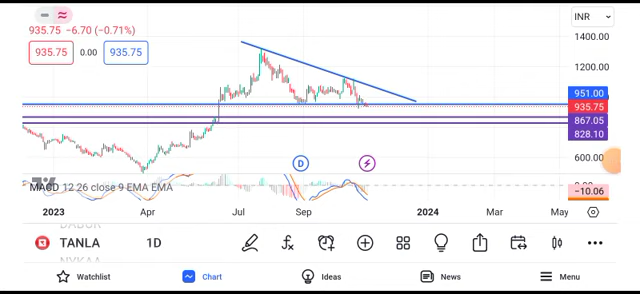 INR
935.75 −6.70 (−0.71%)
935.75 0.00 935.75
1400.00
1200.00
951.00
935.75
867.05
828.10
600.00
MACD 12 26 close 9 EMA EMA
0.00
−10.06
D
2023 Apr Jul Sep 2024 Mar May
TANLA 1D
NYKAA
Watchlist Chart Ideas News Menu